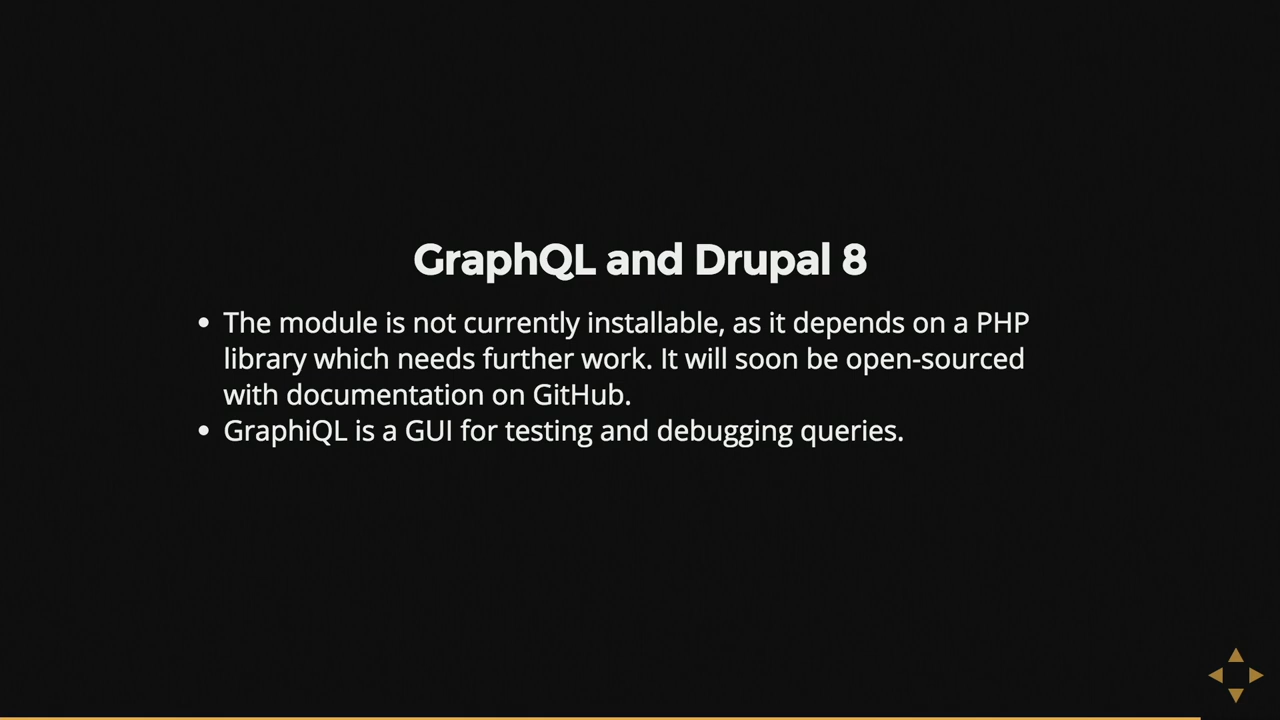 GraphQL and Drupal 8
• The module is not currently installable, as it depends on a PHP
library which needs further work. It will soon be open-sourced
with documentation on GitHub.
• GraphiQL is a GUI for testing and debugging queries.